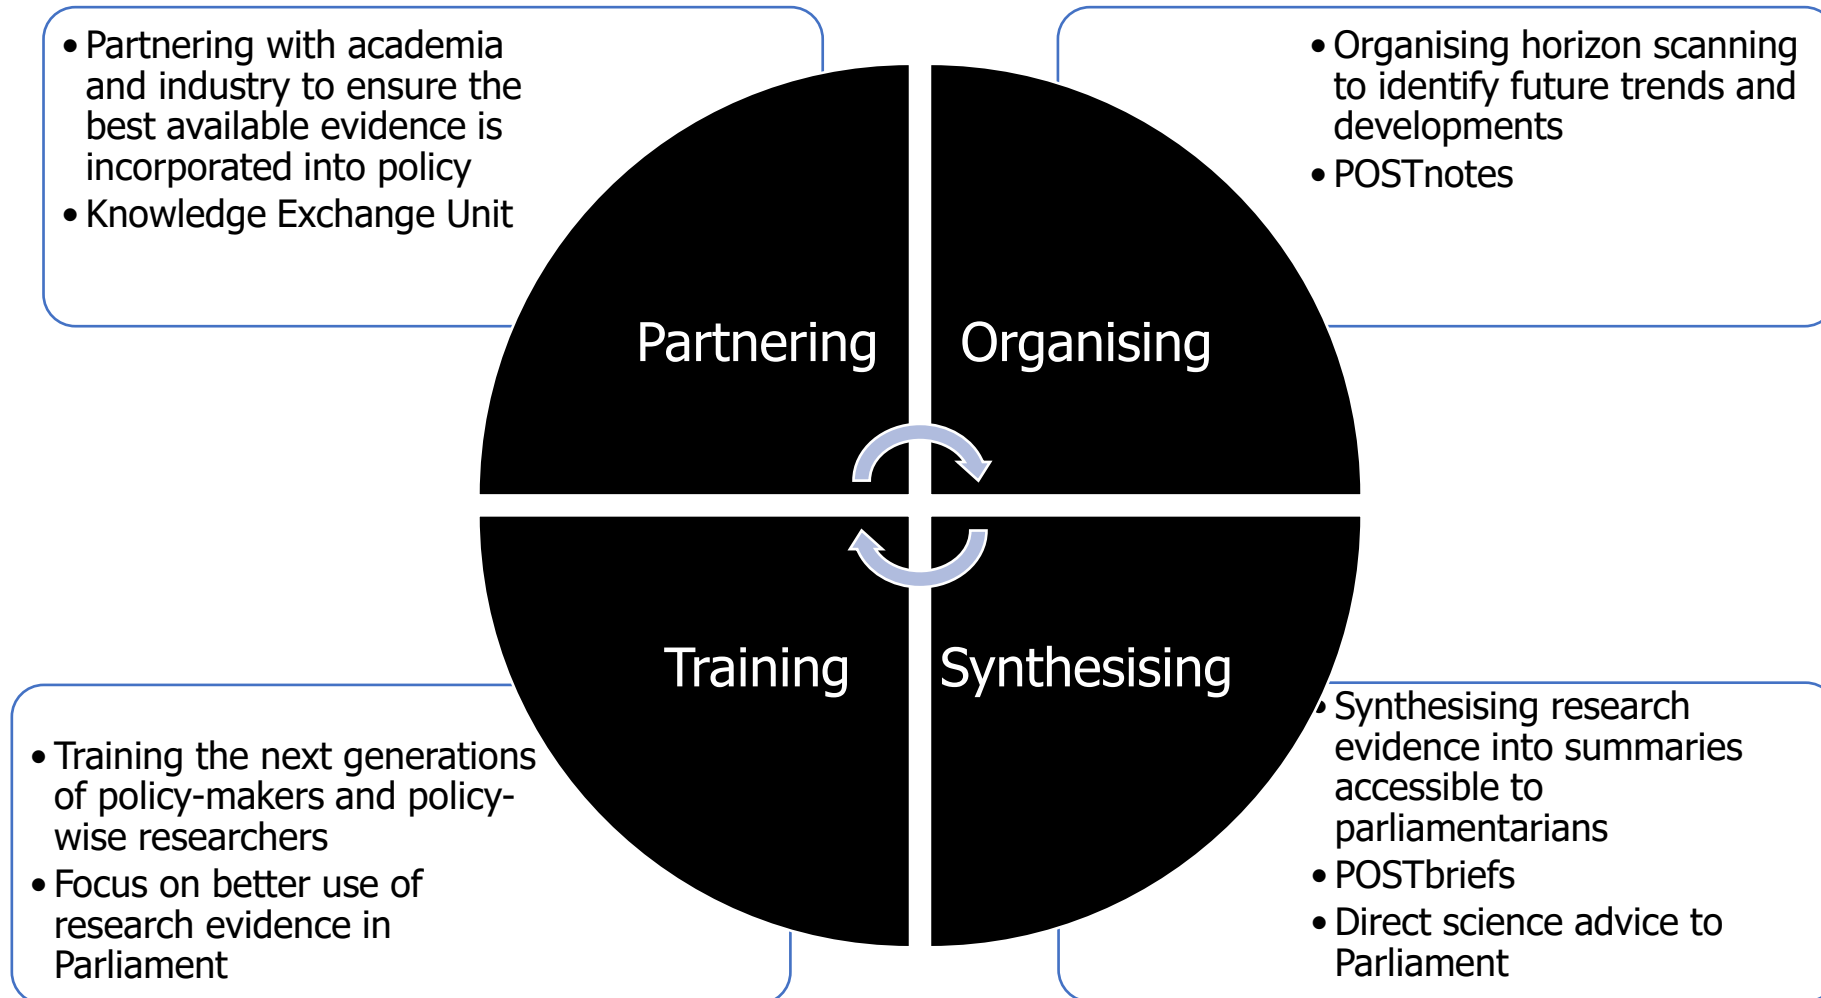 • Partnering with academia
and industry to ensure the
best available evidence is
incorporated into policy
• Knowledge Exchange Unit
• Organising horizon scanning
to identify future trends and
developments
• POSTnotes
Partnering
Organising
Training
Synthesising
• Training the next generations
of policy-makers and policy-
wise researchers
• Focus on better use of
research evidence in
Parliament
• Synthesising research
evidence into summaries
accessible to
parliamentarians
• POSTbriefs
• Direct science advice to
Parliament